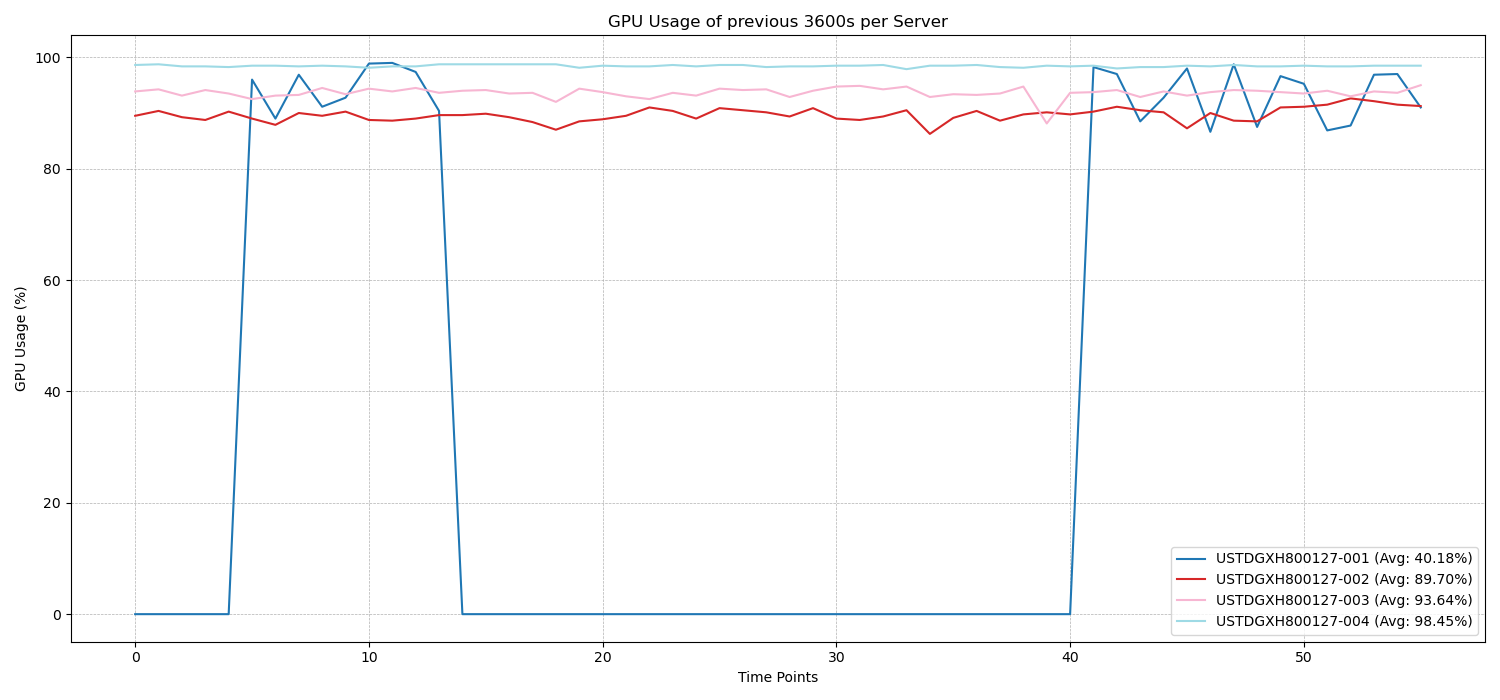 GPU Usage of previous 3600s per Server
GPU Usage (%)
100
80
60
40
20
0
0 10 20 30 40 50
Time Points
USTDGXH800127-001 (Avg: 40.18%)
USTDGXH800127-002 (Avg: 89.70%)
USTDGXH800127-003 (Avg: 93.64%)
USTDGXH800127-004 (Avg: 98.45%)